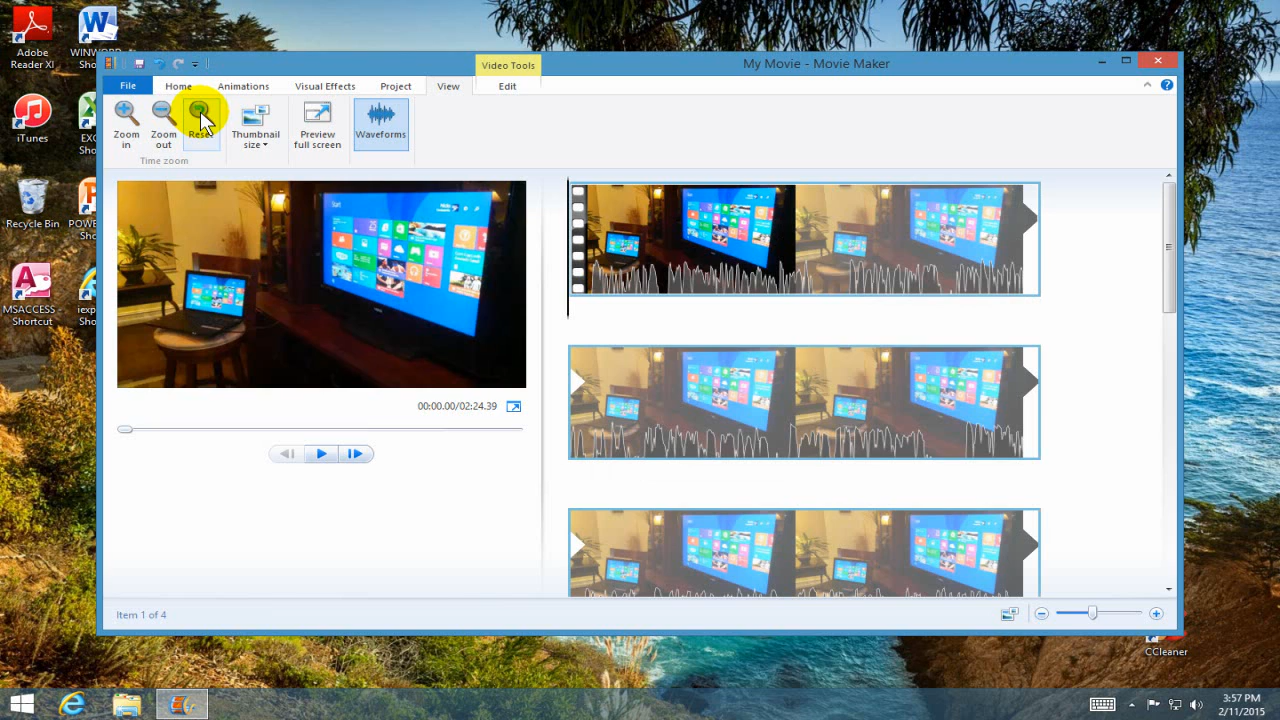 Adobe
Reader XI
WINWORD
Sho
iTunes
EXC
Sho
Recycle Bin
POWE
Sho
MSACCESS
Shortcut
iexp
Sho
CCleaner
Video Tools
My Movie - Movie Maker
File
Home
Animations
Visual Effects
Project
View
Edit
Zoom
in
Zoom
out
Reset
Thumbnail
size
Preview
full screen
Waveforms
Time zoom
Start
00:00.00/02:24.39
Item 1 of 4
3:57 PM
2/11/2015